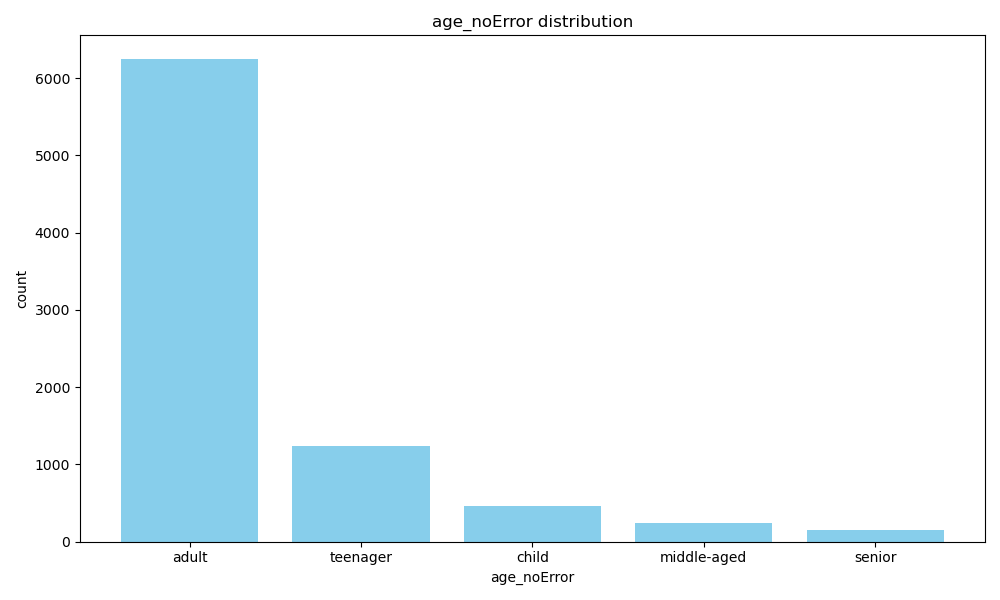 age_noError distribution
6000
5000
4000
3000
2000
1000
0
count
adult
teenager
child
middle-aged
senior
age_noError